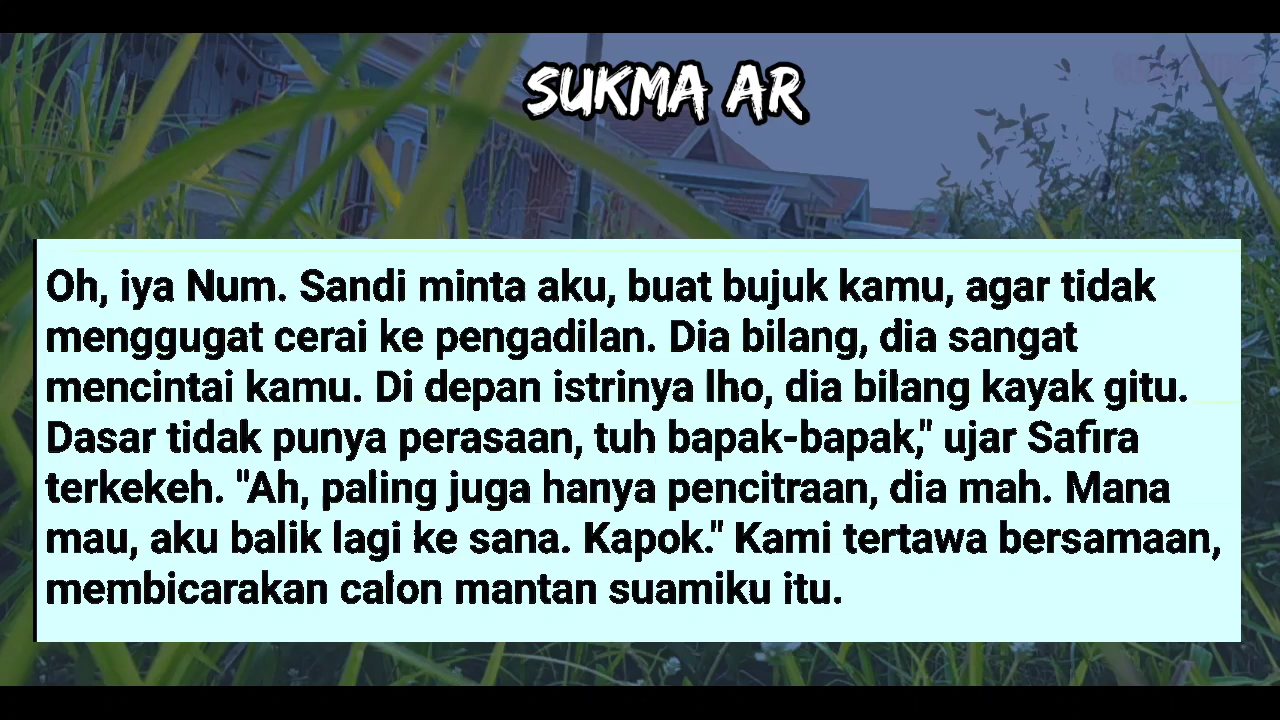 SUKMA AR
Oh, iya Num. Sandi minta aku, buat bujuk kamu, agar tidak
menggugat cerai ke pengadilan. Dia bilang, dia sangat
mencintai kamu. Di depan istrinya lho, dia bilang kayak gitu.
Dasar tidak punya perasaan, tuh bapak-bapak," ujar Safira
terkekeh. "Ah, paling juga hanya pencitraan, dia mah. Mana
mau, aku balik lagi ke sana. Kapok." Kami tertawa bersamaan,
membicarakan calon mantan suamiku itu.